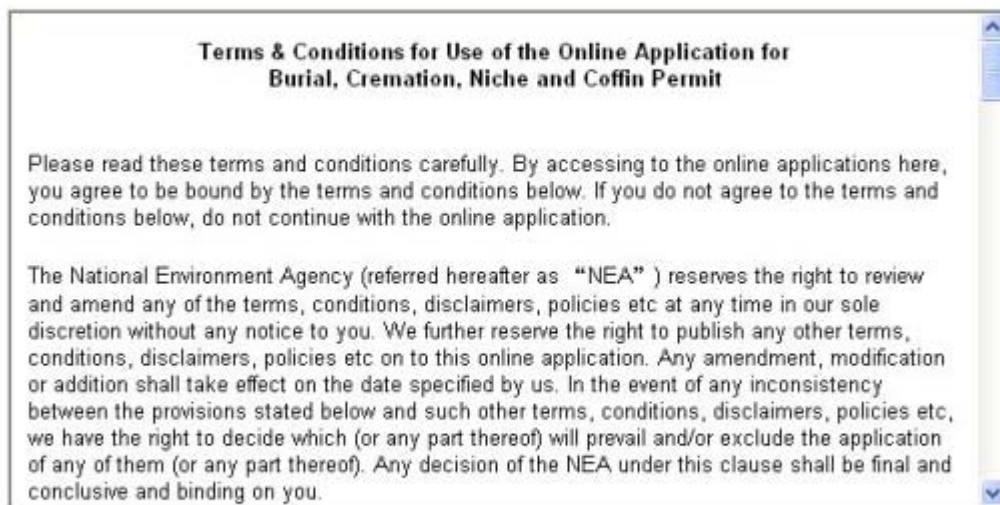 Terms & Conditions for Use of the Online Application for
Burial, Cremation, Niche and Coffin Permit
Please read these terms and conditions carefully. By accessing to the online applications here,
you agree to be bound by the terms and conditions below. If you do not agree to the terms and
conditions below, do not continue with the online application.
The National Environment Agency (referred hereafter as “NEA”) reserves the right to review
and amend any of the terms, conditions, disclaimers, policies etc at any time in our sole
discretion without any notice to you. We further reserve the right to publish any other terms,
conditions, disclaimers, policies etc on to this online application. Any amendment, modification
or addition shall take effect on the date specified by us. In the event of any inconsistency
between the provisions stated below and such other terms, conditions, disclaimers, policies etc,
we have the right to decide which (or any part thereof) will prevail and/or exclude the application
of any of them (or any part thereof). Any decision of the NEA under this clause shall be final and
conclusive and binding on you.